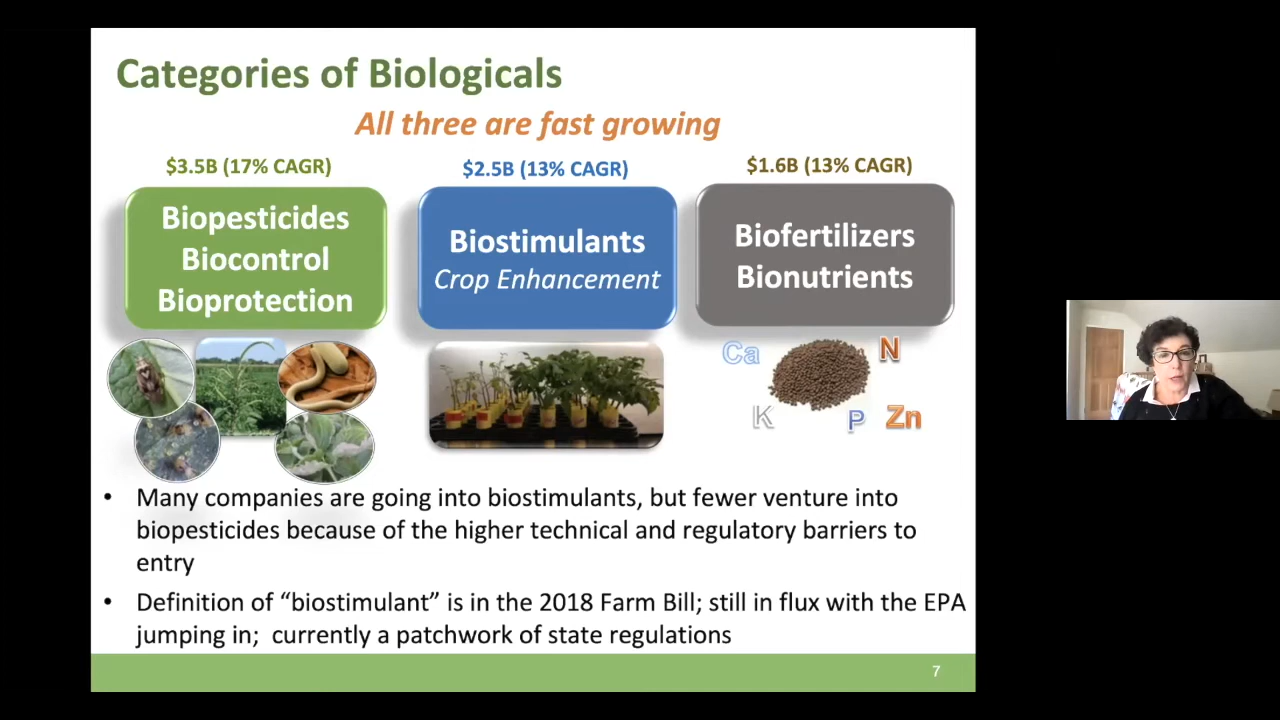 Categories of Biologicals
All three are fast growing
$3.5B (17% CAGR)
$2.5B (13% CAGR)
$1.6B (13% CAGR)
Biopesticides
Biocontrol
Bioprotection
Biostimulants
Crop Enhancement
Biofertilizers
Bionutrients
Ca
N
K
P
Zn
• Many companies are going into biostimulants, but fewer venture into
biopesticides because of the higher technical and regulatory barriers to
entry
• Definition of “biostimulant” is in the 2018 Farm Bill; still in flux with the EPA
jumping in; currently a patchwork of state regulations
7